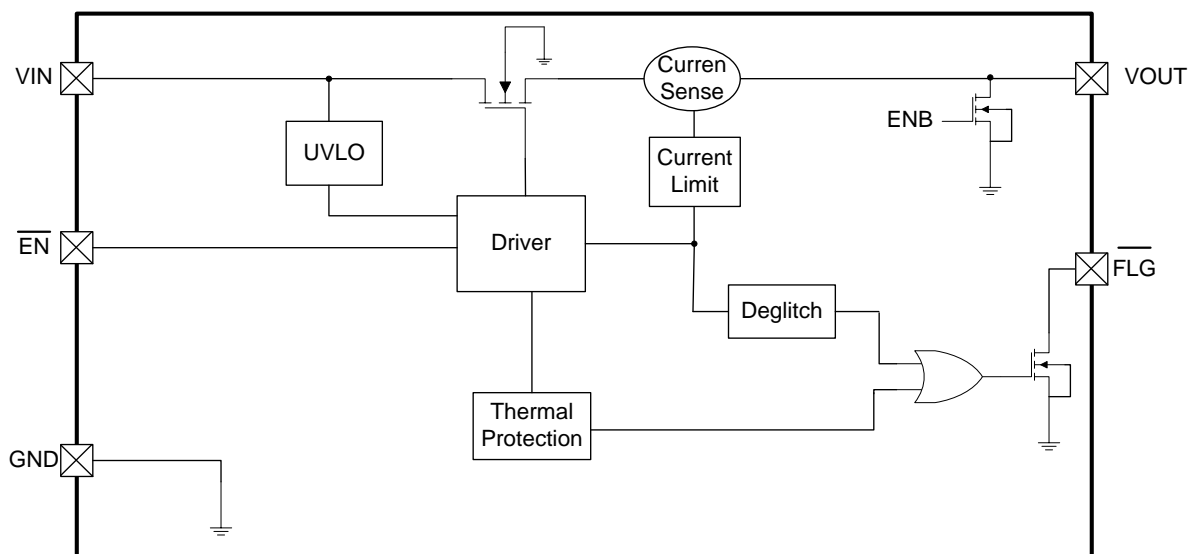 VIN
Curren
Sense
VOUT
ENB
UVLO
Current
Limit
EN
Driver
FLG
Deglitch
Thermal
Protection
GND